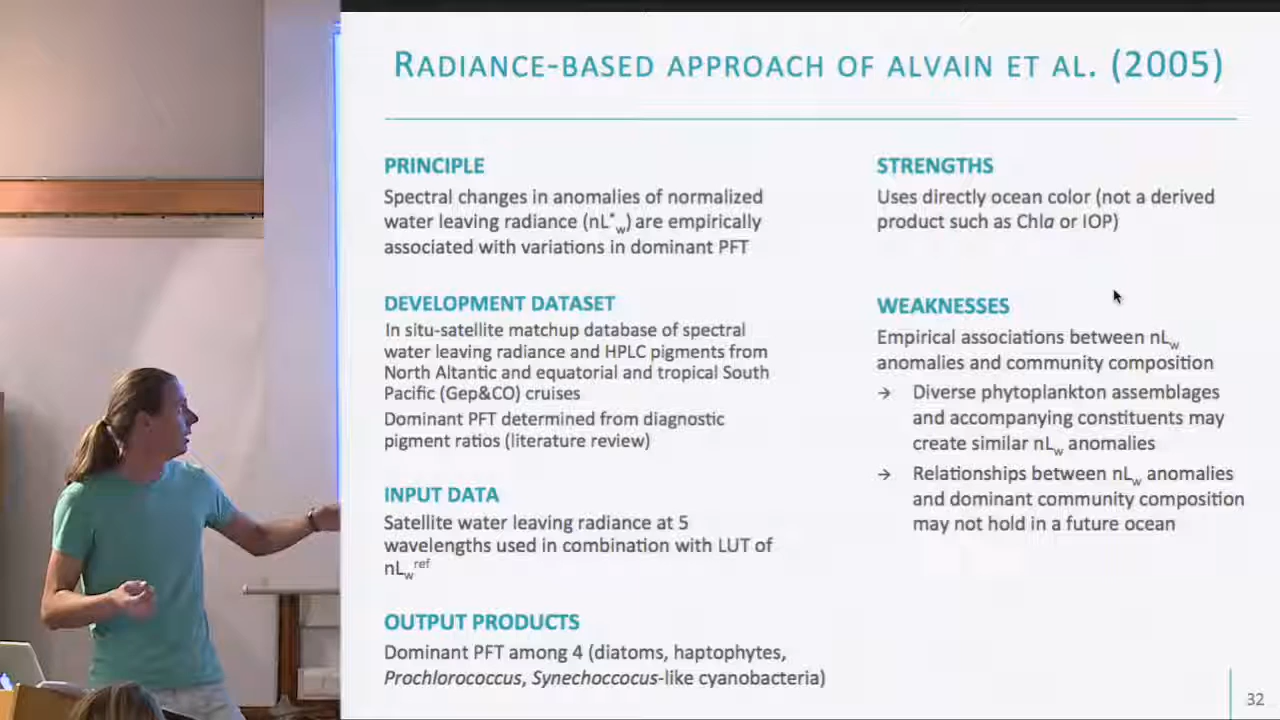 RADIANCE-BASED APPROACH OF ALVAIN ET AL. (2005)
PRINCIPLE
Spectral changes in anomalies of normalized
water leaving radiance (nL*w) are empirically
associated with variations in dominant PFT
DEVELOPMENT DATASET
In situ-satellite matchup database of spectral
water leaving radiance and HPLC pigments from
North Altantic and equatorial and tropical South
Pacific (Gep&CO) cruises
Dominant PFT determined from diagnostic
pigment ratios (literature review)
INPUT DATA
Satellite water leaving radiance at 5
wavelengths used in combination with LUT of
nLw^ref
OUTPUT PRODUCTS
Dominant PFT among 4 (diatoms, haptophytes,
Prochlorococcus, Synechoccocus-like cyanobacteria)
STRENGTHS
Uses directly ocean color (not a derived
product such as Chla or IOP)
WEAKNESSES
Empirical associations between nLw
anomalies and community composition
→ Diverse phytoplankton assemblages
and accompanying constituents may
create similar nLw anomalies
→ Relationships between nLw anomalies
and dominant community composition
may not hold in a future ocean
32